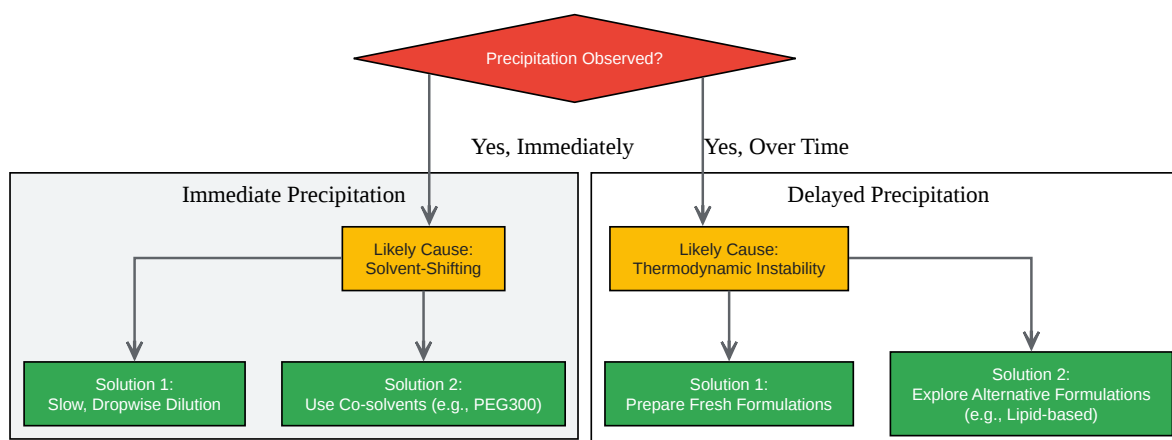 Precipitation Observed?
Yes, Immediately
Yes, Over Time
Immediate Precipitation
Likely Cause:
Solvent-Shifting
Solution 1:
Slow, Dropwise Dilution
Solution 2:
Use Co-solvents (e.g., PEG300)
Delayed Precipitation
Likely Cause:
Thermodynamic Instability
Solution 1:
Prepare Fresh Formulations
Solution 2:
Explore Alternative Formulations
(e.g., Lipid-based)